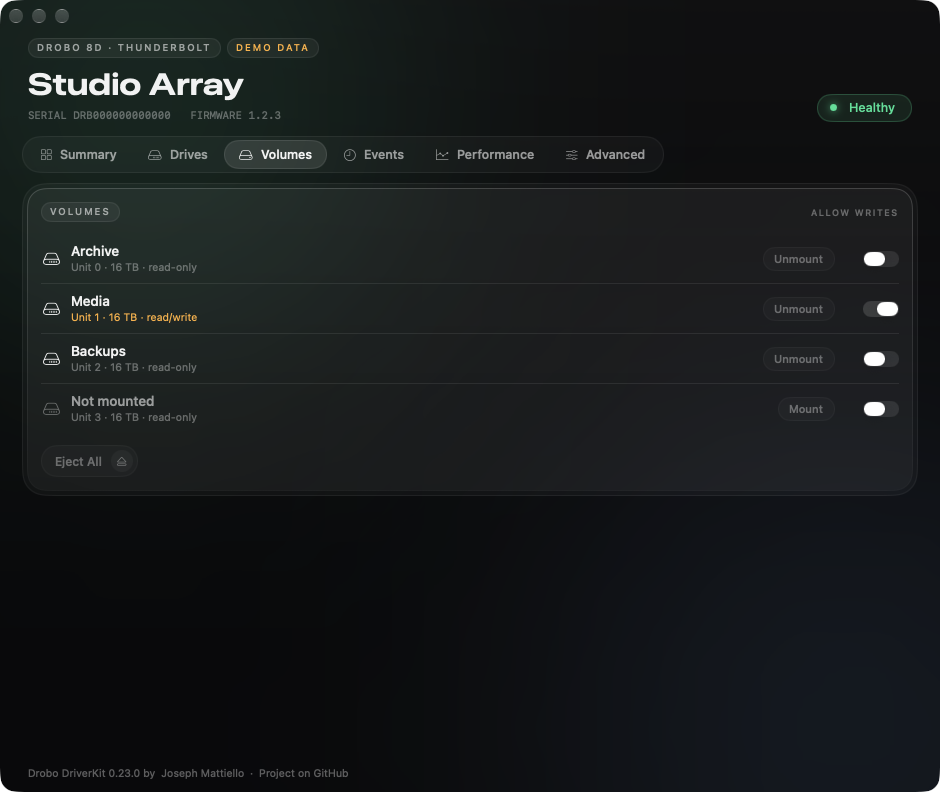 DROBO 8D · THUNDERBOLT DEMO DATA
Studio Array
SERIAL DRB000000000000 FIRMWARE 1.2.3
Healthy
Summary Drives Volumes Events Performance Advanced
VOLUMES ALLOW WRITES
Archive
Unit 0 · 16 TB · read-only
Unmount
Media
Unit 1 · 16 TB · read/write
Unmount
Backups
Unit 2 · 16 TB · read-only
Unmount
Not mounted
Unit 3 · 16 TB · read-only
Mount
Eject All
Drobo DriverKit 0.23.0 by Joseph Mattiello · Project on GitHub